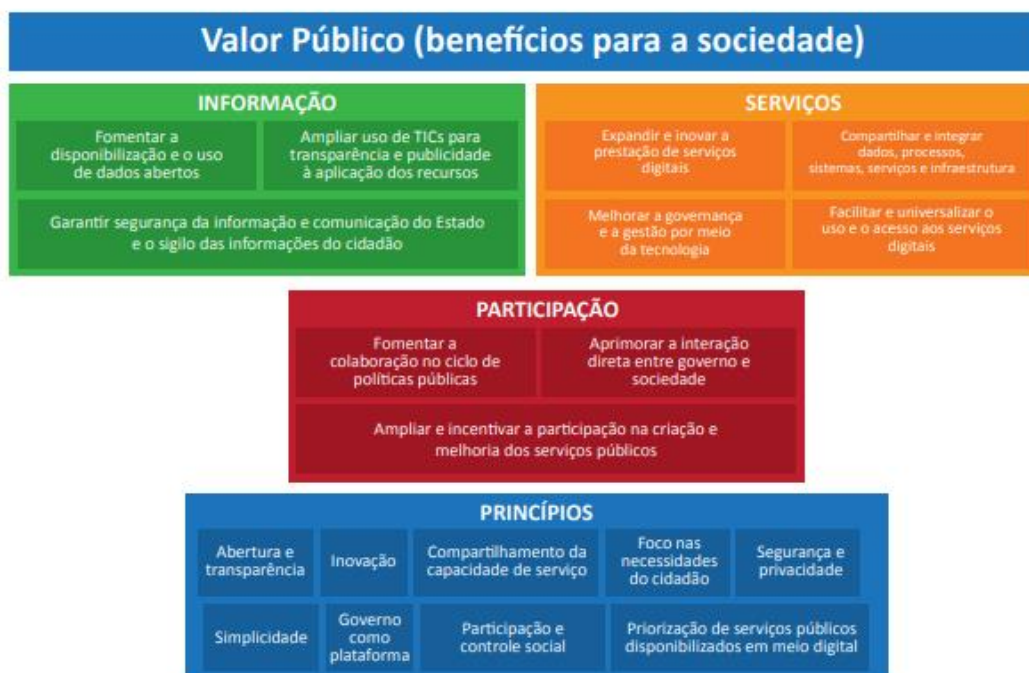 Valor Público (benefícios para a sociedade)
INFORMAÇÃO
Fomentar a
disponibilização e o uso
de dados abertos
Ampliar uso de TICs para
transparência e publicidade
à aplicação dos recursos
Garantir segurança da informação e comunicação do Estado
e o sigilo das informações do cidadão
SERVIÇOS
Expandir e inovar a
prestação de serviços
digitais
Compartilhar e integrar
dados, processos,
sistemas, serviços e infraestrutura
Melhorar a governança
e a gestão por meio
da tecnologia
Facilitar e universalizar o
uso e o acesso aos serviços
digitais
PARTICIPAÇÃO
Fomentar a
colaboração no ciclo de
políticas públicas
Aprimorar a interação
direta entre governo e
sociedade
Ampliar e incentivar a participação na criação e
melhoria dos serviços públicos
PRINCÍPIOS
Abertura e
transparência
Inovação
Compartilhamento da
capacidade de serviço
Foco nas
necessidades
do cidadão
Segurança e
privacidade
Simplicidade
Governo
como
plataforma
Participação e
controle social
Priorização de serviços públicos
disponibilizados em meio digital